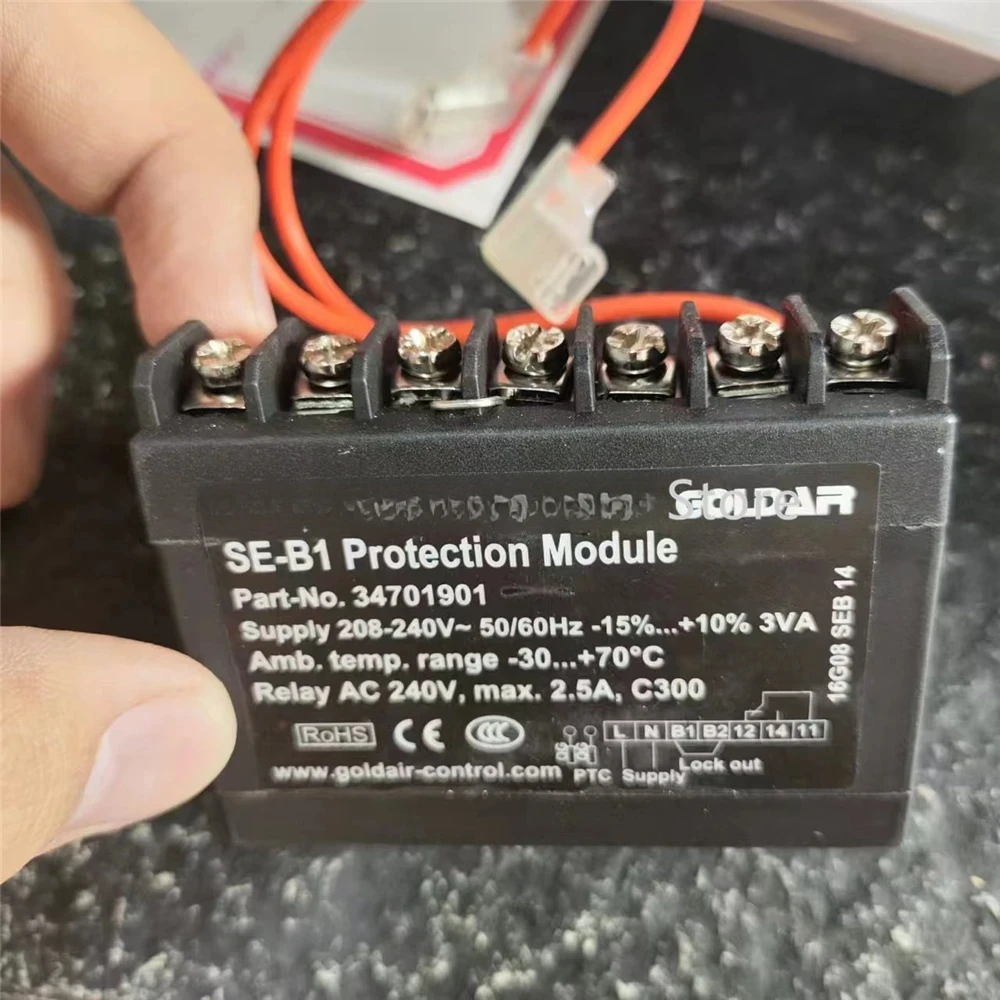 Store
GOLDAIR
SE-B1 Protection Module
Part-No. 34701901
Supply 208-240V~ 50/60Hz -15%...+10% 3VA
Amb. temp. range -30...+70°C
Relay AC 240V, max. 2.5A, C300
16G08 SEB 14
RoHS CE CCC L N B1 B2 12 14 11
www.goldair-control.com PTC Supply Lock out